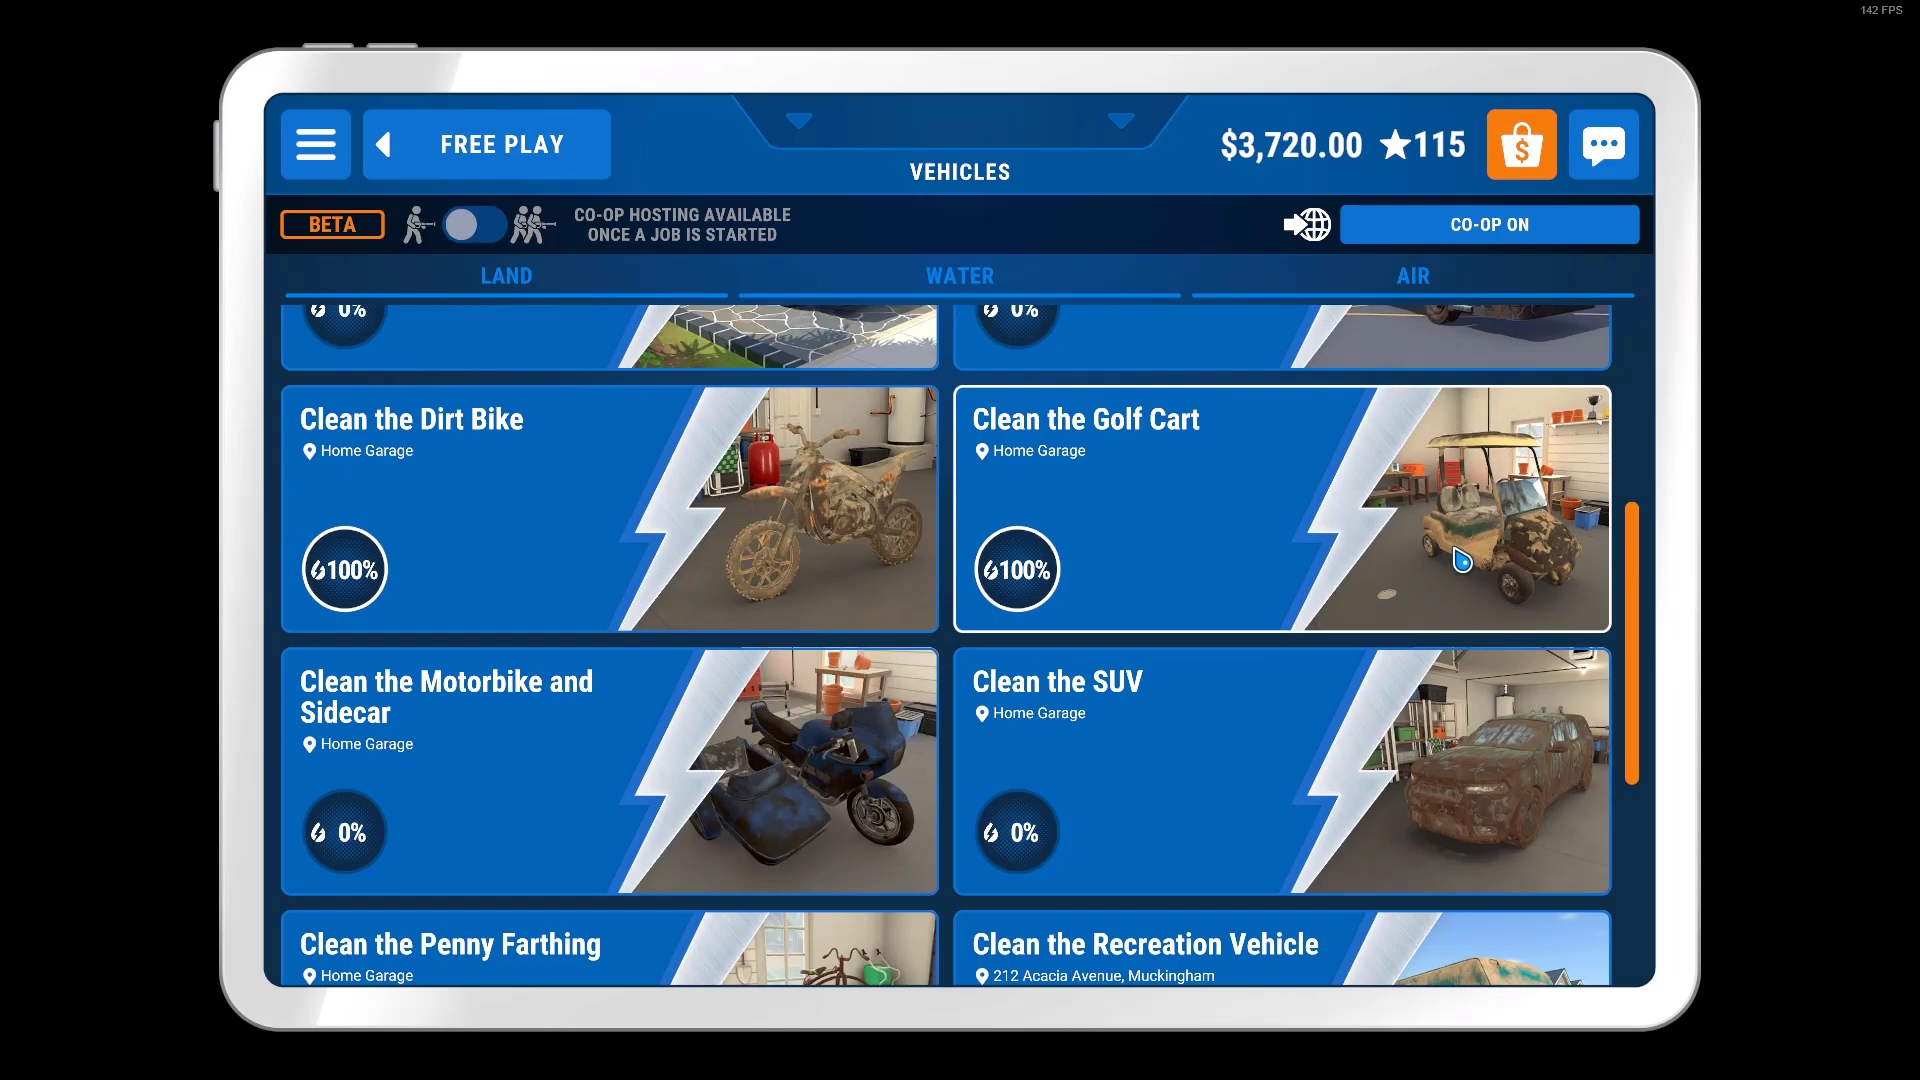 142 FPS
FREE PLAY
VEHICLES
$3,720.00 ★115
$
BETA
CO-OP HOSTING AVAILABLE
ONCE A JOB IS STARTED
CO-OP ON
LAND
WATER
AIR
0%
0%
Clean the Dirt Bike
Home Garage
100%
Clean the Golf Cart
Home Garage
100%
Clean the Motorbike and
Sidecar
Home Garage
0%
Clean the SUV
Home Garage
0%
Clean the Penny Farthing
Home Garage
Clean the Recreation Vehicle
212 Acacia Avenue, Muckingham